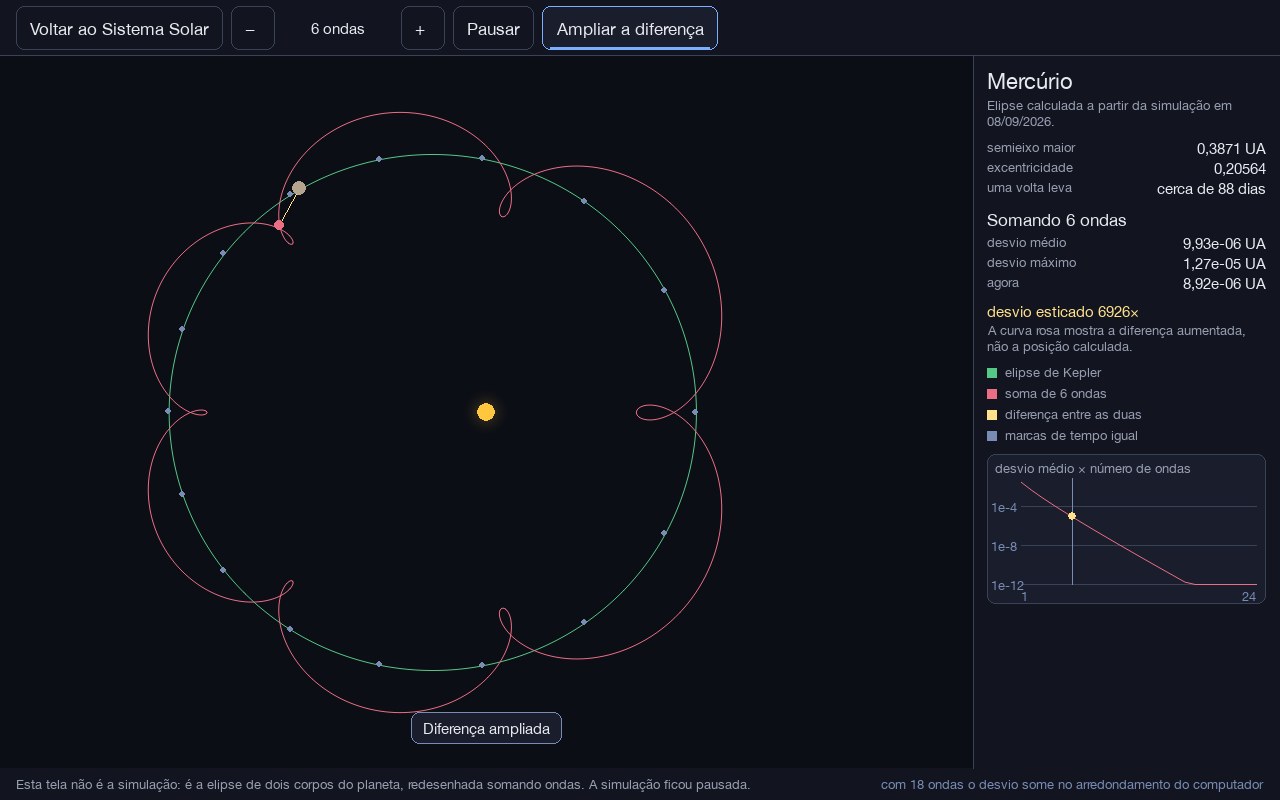 Voltar ao Sistema Solar
–
6 ondas
+
Pausar
Ampliar a diferença
Mercúrio
Elipse calculada a partir da simulação em
08/09/2026.
semieixo maior 0,3871 UA
excentricidade 0,20564
uma volta leva cerca de 88 dias
Somando 6 ondas
desvio médio 9,93e-06 UA
desvio máximo 1,27e-05 UA
agora 8,92e-06 UA
desvio esticado 6926×
A curva rosa mostra a diferença aumentada,
não a posição calculada.
elipse de Kepler
soma de 6 ondas
diferença entre as duas
marcas de tempo igual
desvio médio × número de ondas
1e-4
1e-8
1e-12
1 24
Diferença ampliada
Esta tela não é a simulação: é a elipse de dois corpos do planeta, redesenhada somando ondas. A simulação ficou pausada.
com 18 ondas o desvio some no arredondamento do computador